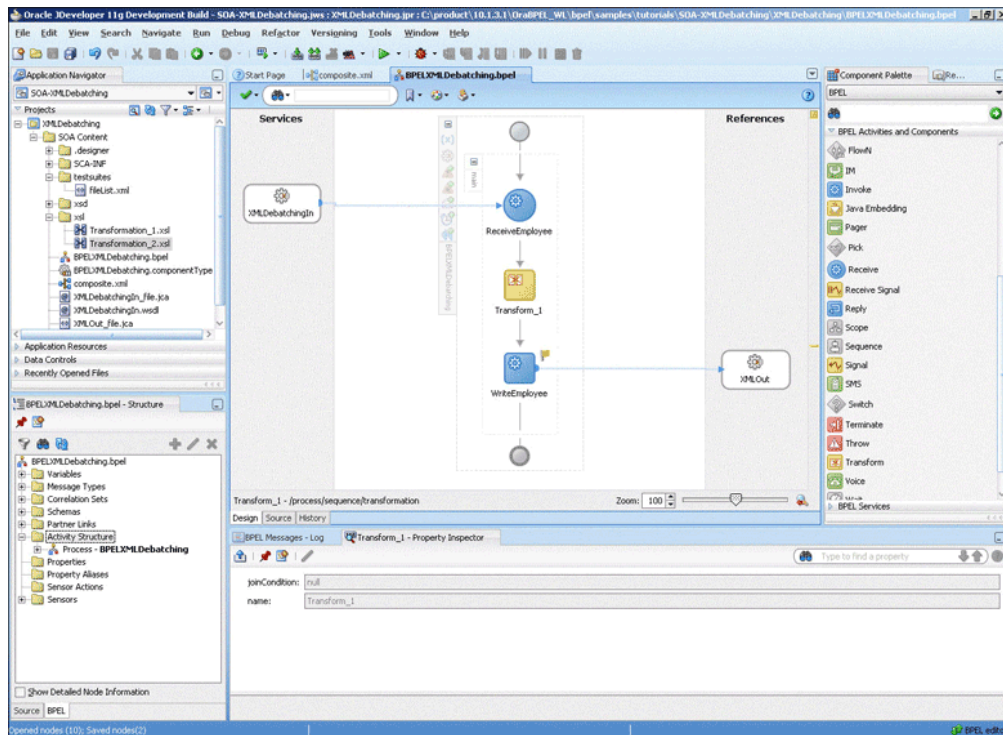 Oracle JDeveloper 11g Development Build - SOA-XMLDebatching.jws : XMLDebatching.jpr : C:\product\10.1.3.1\OraBPEL_WL\bpel\samples\tutorials\SOA-XMLDebatching\XMLDebatching\BPELXMLDebatching.bpel
File Edit View Search Navigate Run Debug Refactor Versioning Tools Window Help
Application Navigator
SOA-XMLDebatching
Projects
XMLDebatching
SOA Content
.designer
SCA-INF
testsuites
fileList.xml
xsd
xsl
Transformation_1.xsl
Transformation_2.xsl
BPELXMLDebatching.bpel
BPELXMLDebatching.componentType
composite.xml
XMLDebatchingIn_file.jca
XMLDebatchingIn.wsdl
XMLOut_file.jca
Application Resources
Data Controls
Recently Opened Files
BPELXMLDebatching.bpel - Structure
BPELXMLDebatching.bpel
Variables
Message Types
Correlation Sets
Schemas
Partner Links
Activity Structure
Process - BPELXMLDebatching
Properties
Property Aliases
Sensor Actions
Sensors
Show Detailed Node Information
Source BPEL
Start Page composite.xml BPELXMLDebatching.bpel
Services
References
main
BPELXMLDebatching
XMLDebatchingIn
ReceiveEmployee
Transform_1
WriteEmployee
XMLOut
Transform_1 - /process/sequence/transformation
Zoom: 100
Design Source History
BPEL Messages - Log Transform_1 - Property Inspector
Type to find a property
joinCondition: null
name: Transform_1
Component Palette Re...
BPEL
BPEL Activities and Components
FlowN
IM
Invoke
Java Embedding
Pager
Pick
Receive
Receive Signal
Reply
Scope
Sequence
Signal
SMS
Switch
Terminate
Throw
Transform
Voice
Wait
BPEL Services
Opened nodes (10); Saved nodes(2)
BPEL edito